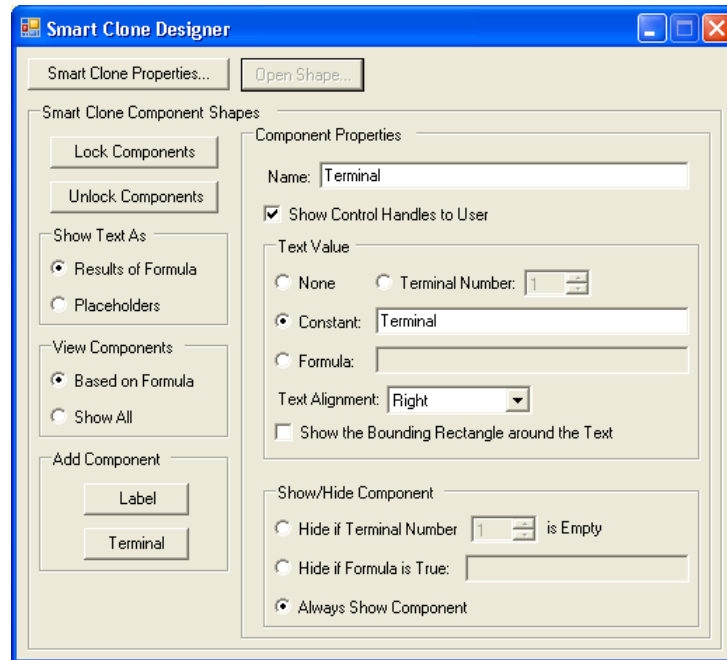 Smart Clone Designer
Smart Clone Properties... Open Shape...
Smart Clone Component Shapes
Lock Components
Unlock Components
Show Text As
Results of Formula
Placeholders
View Components
Based on Formula
Show All
Add Component
Label
Terminal
Component Properties
Name: Terminal
Show Control Handles to User
Text Value
None Terminal Number: 1
Constant: Terminal
Formula:
Text Alignment: Right
Show the Bounding Rectangle around the Text
Show/Hide Component
Hide if Terminal Number 1 is Empty
Hide if Formula is True:
Always Show Component